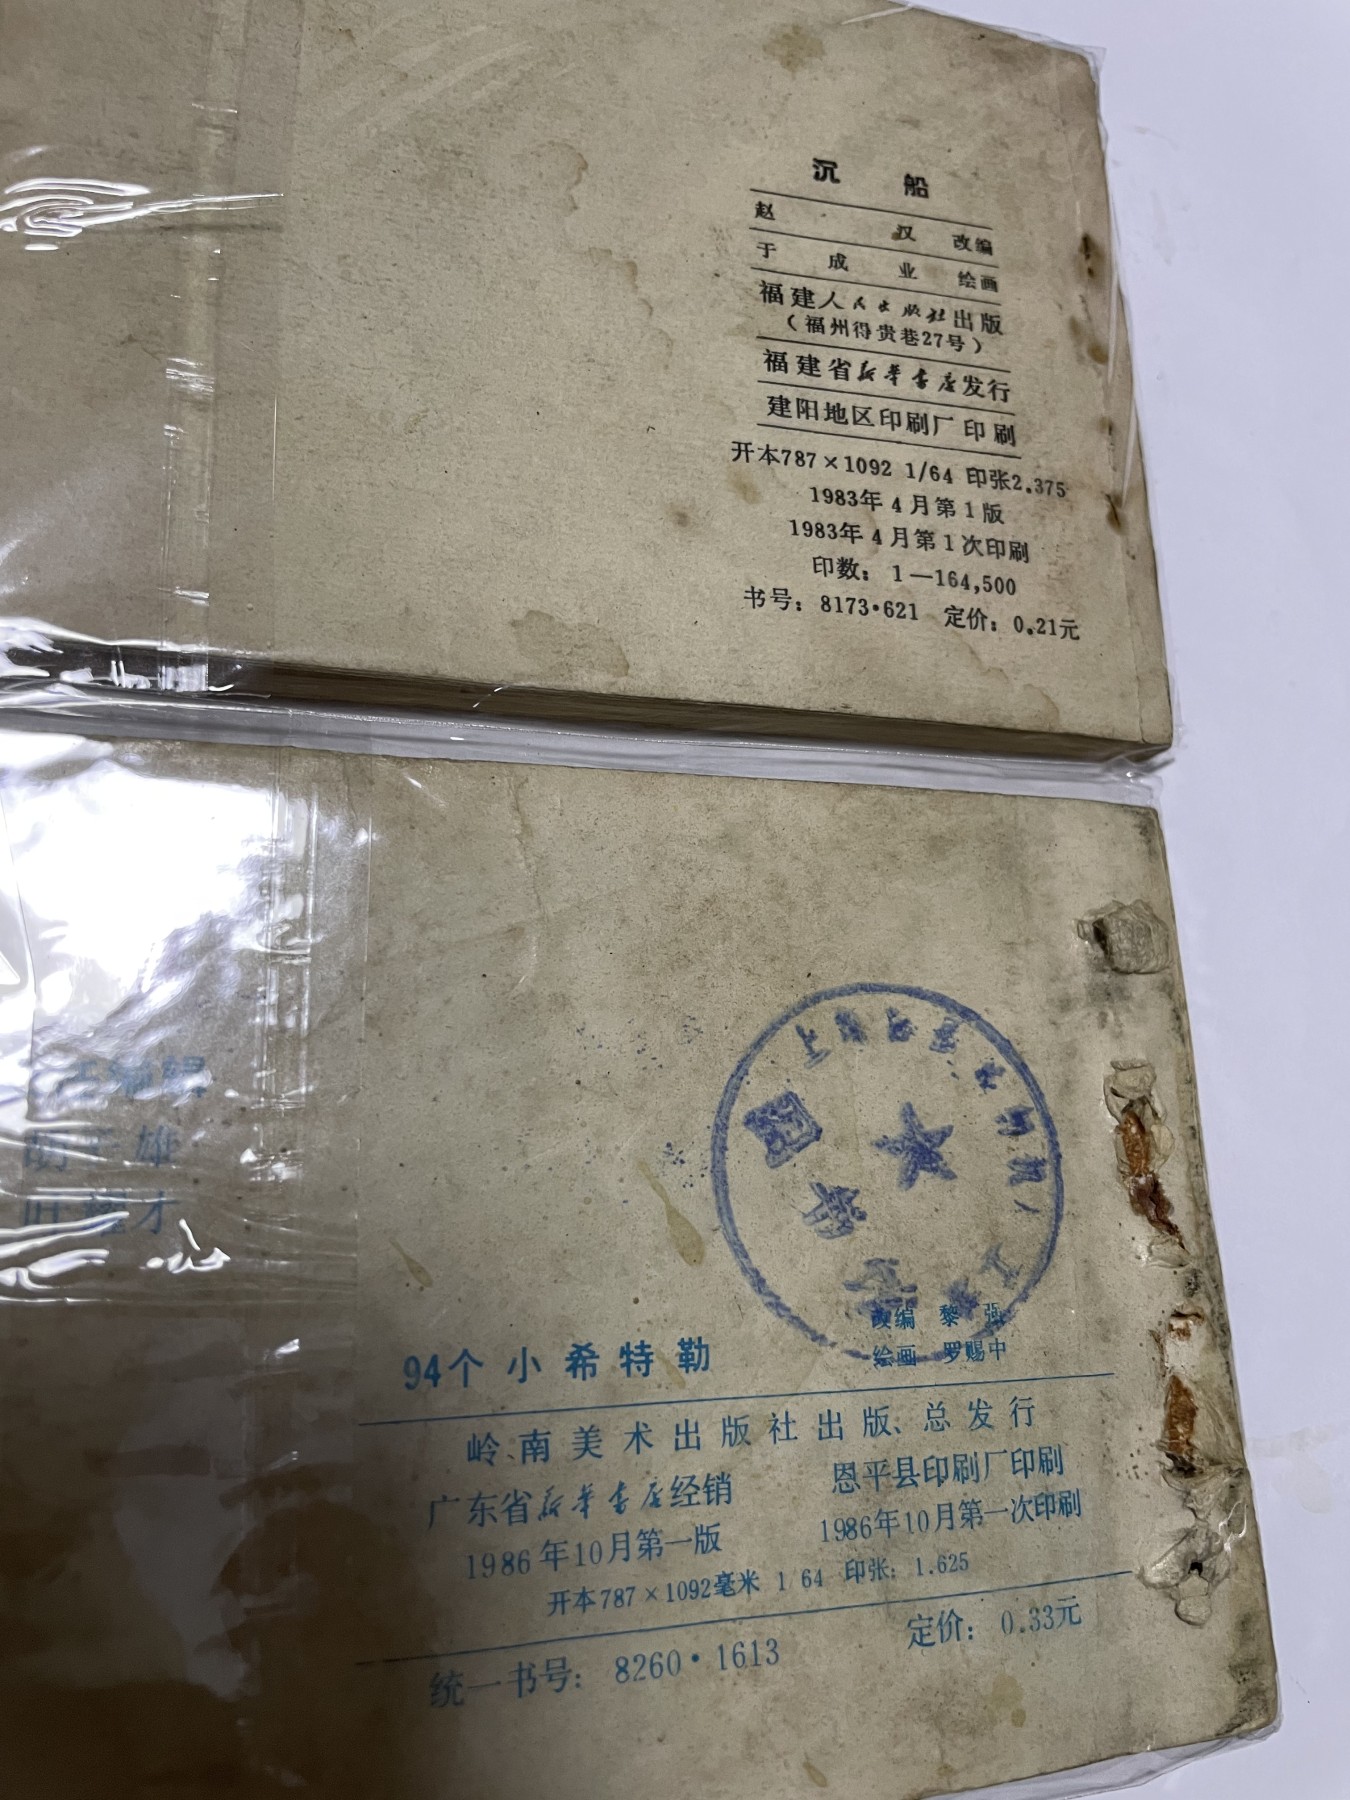 沉 船
赵 汉 改编
于 成 业 绘画
福建人民出版社出版
(福州得贵巷27号)
福建省新华书店发行
建阳地区印刷厂印刷
开本787×1092 1/64 印张2.375
1983年4月第1版
1983年4月第1次印刷
印数：1—164,500
书号：8173·621 定价：0.21元
图书
94个小希特勒
改编 黎 强
绘画 罗赐中
岭南美术出版社出版、总发行
广东省新华书店经销 恩平县印刷厂印刷
1986年10月第一版 1986年10月第一次印刷
开本787×1092毫米 1 64 印张：1.625
统一书号：8260·1613 定价：0.33元